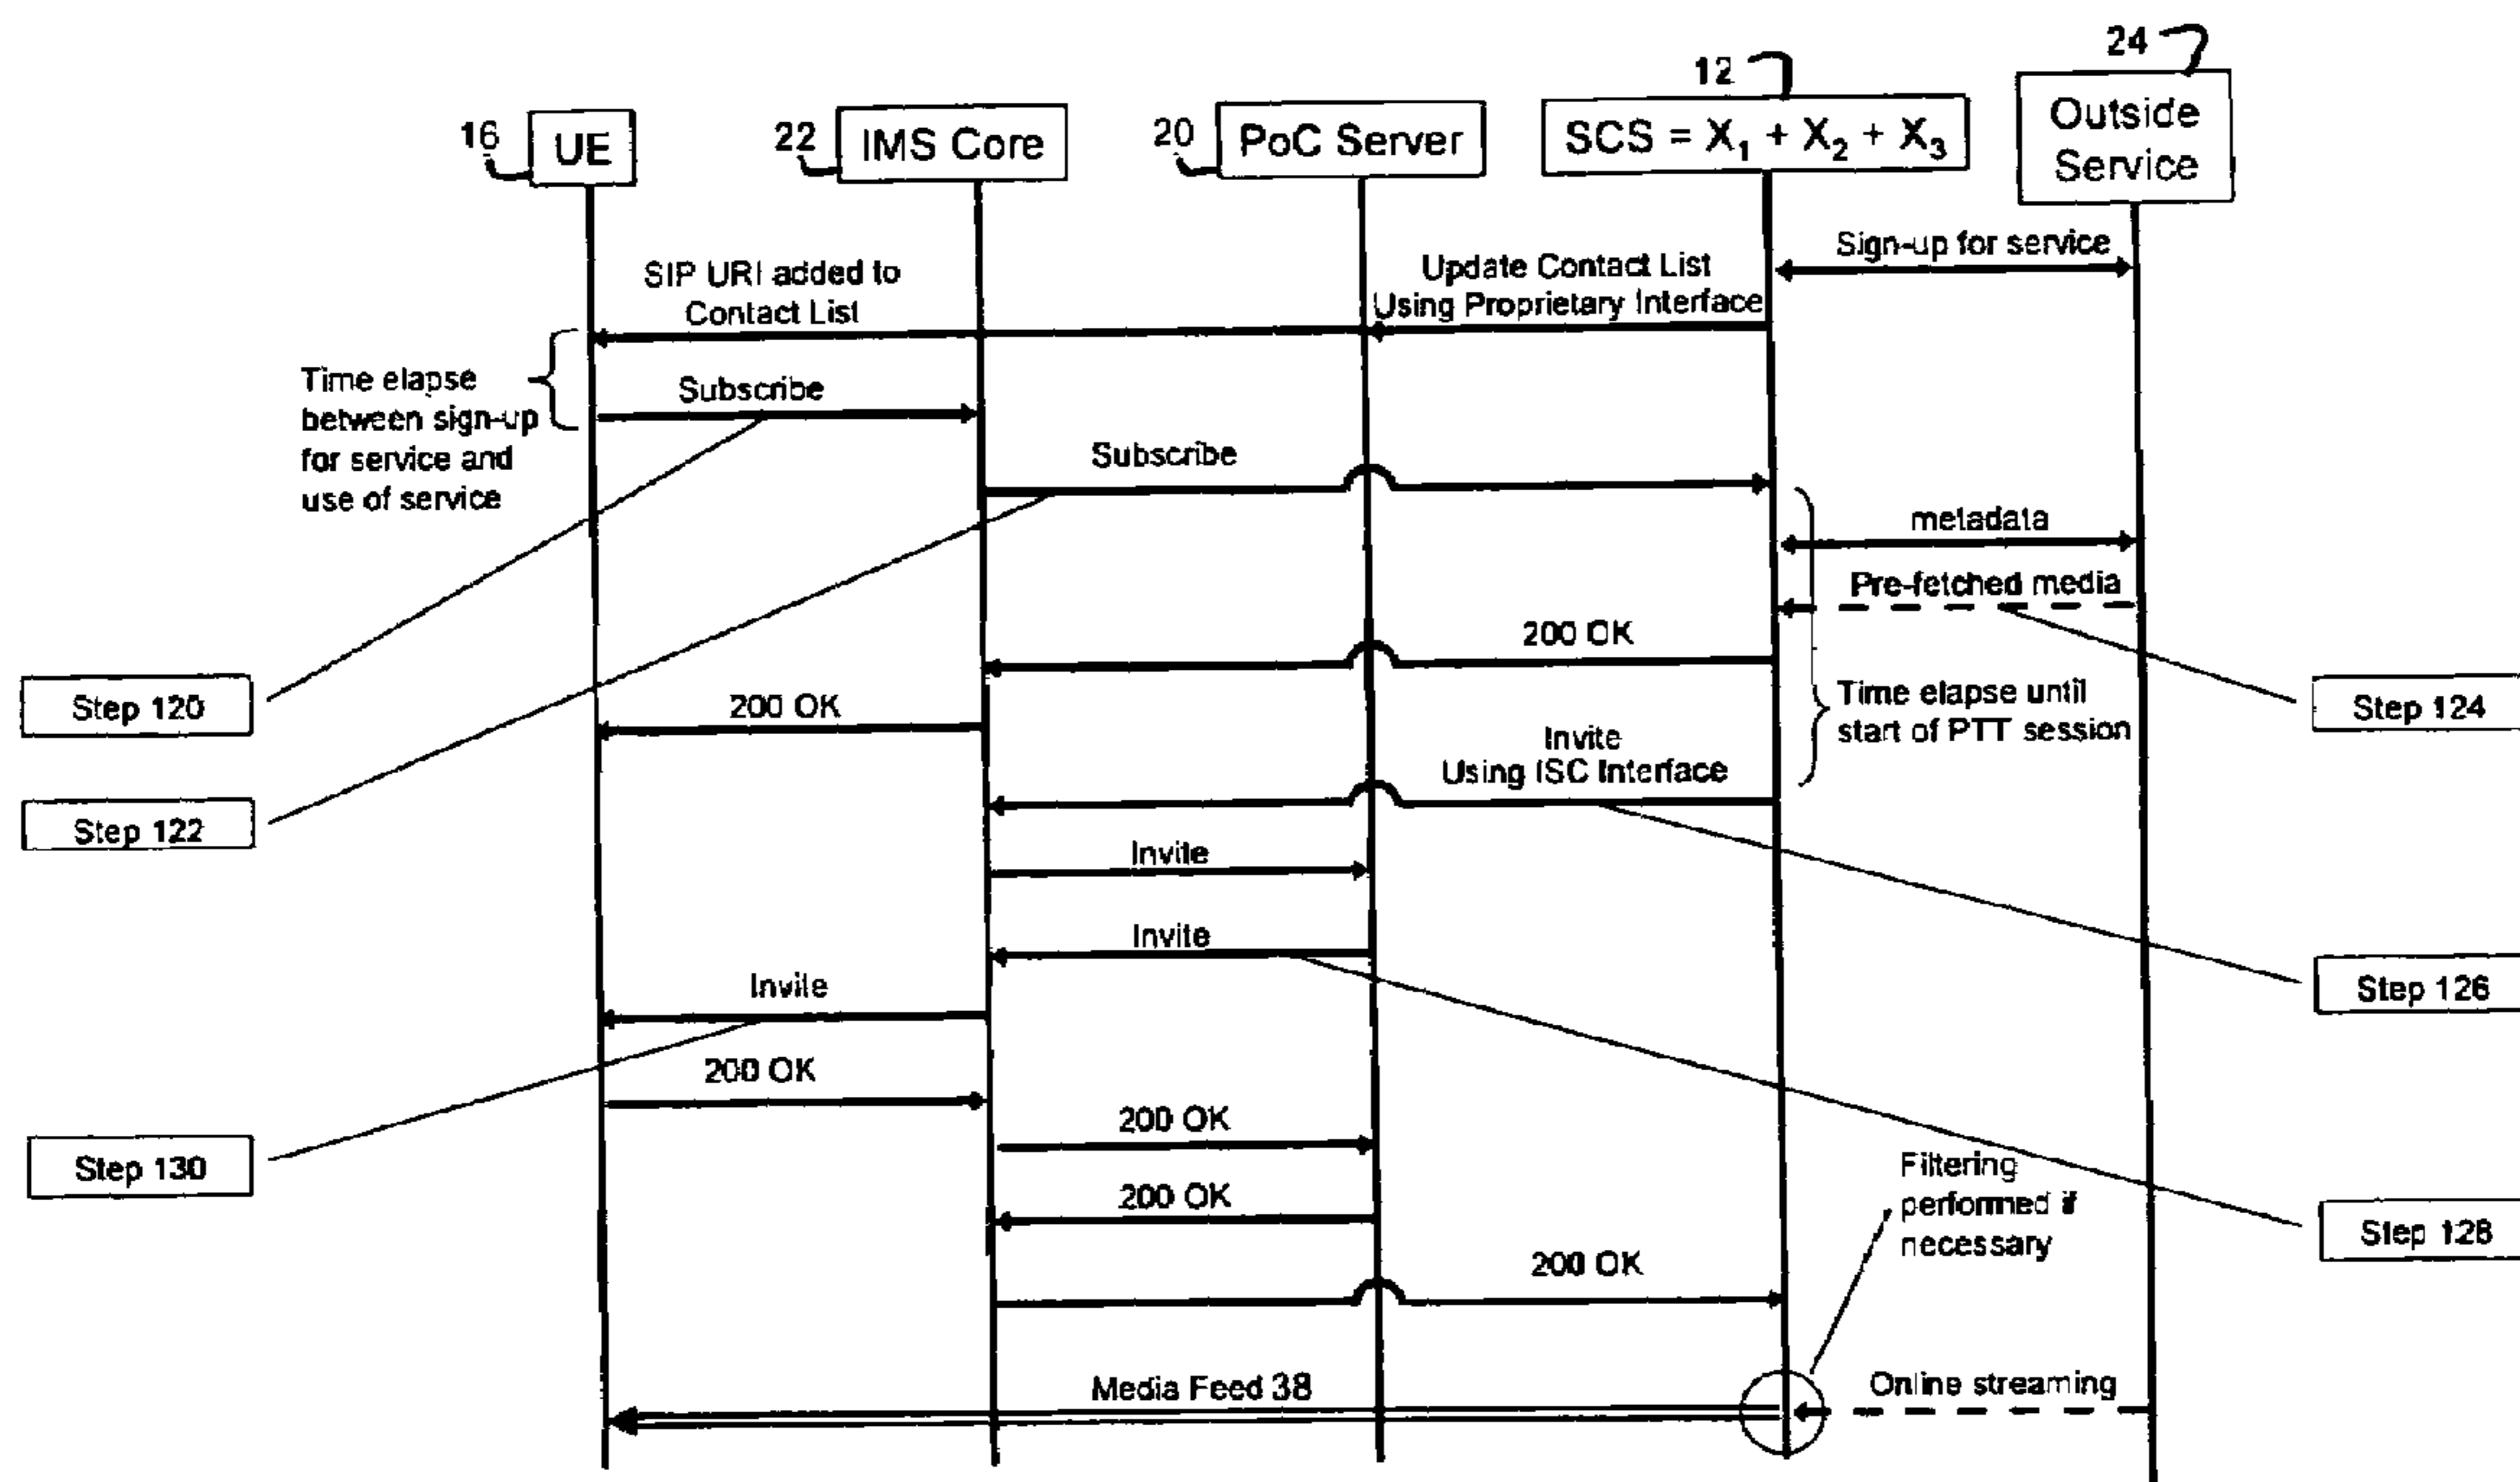 24
12
16
UE
22
IMS Core
20
PoC Server
SCS = X1 + X2 + X3
Outside
Service
Sign-up for service
SIP URI added to
Contact List
Update Contact List
Using Proprietary Interface
Time elapse
between sign-up
for service and
use of service
Subscribe
Subscribe
metadata
Pre-fetched media
200 OK
Step 120
200 OK
Time elapse until
start of PTT session
Step 124
Invite
Using ISC Interface
Step 122
Invite
Invite
Invite
Step 126
200 OK
200 OK
Step 130
200 OK
Filtering
performed if
necessary
Step 128
200 OK
Media Feed 38
Online streaming